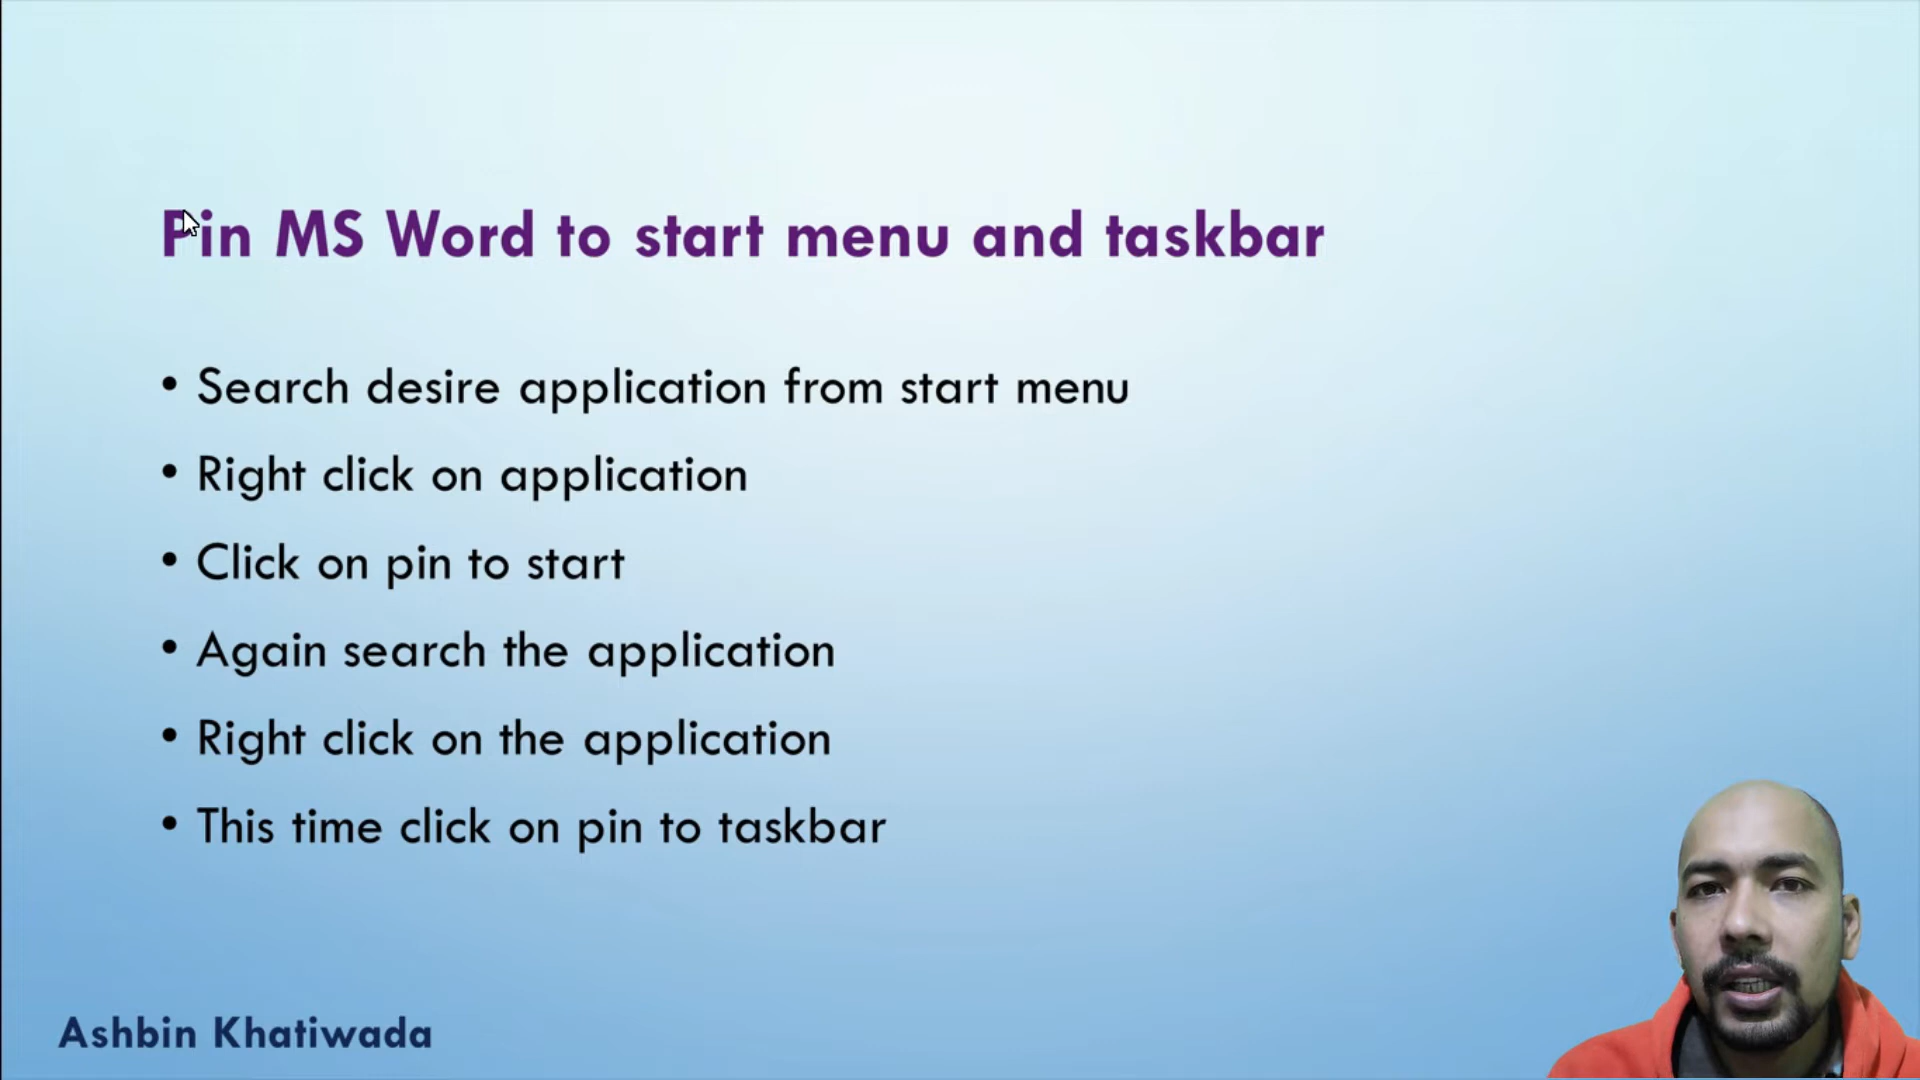 Pin MS Word to start menu and taskbar
• Search desire application from start menu
• Right click on application
• Click on pin to start
• Again search the application
• Right click on the application
• This time click on pin to taskbar
Ashbin Khatiwada